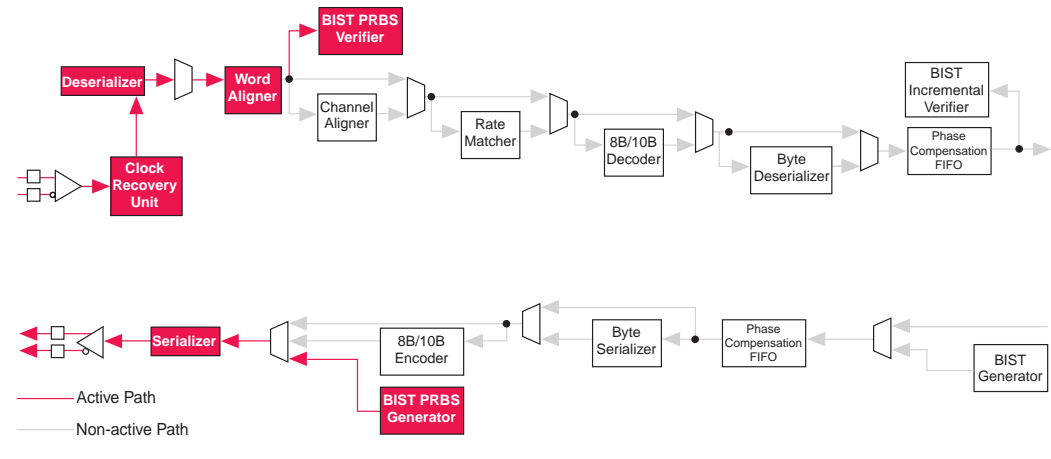 BIST PRBS
Verifier
Deserializer
Word
Aligner
Channel
Aligner
Rate
Matcher
8B/10B
Decoder
Byte
Deserializer
BIST
Incremental
Verifier
Phase
Compensation
FIFO
Clock
Recovery
Unit
Serializer
8B/10B
Encoder
BIST PRBS
Generator
Byte
Serializer
Phase
Compensation
FIFO
BIST
Generator
Active Path
Non-active Path